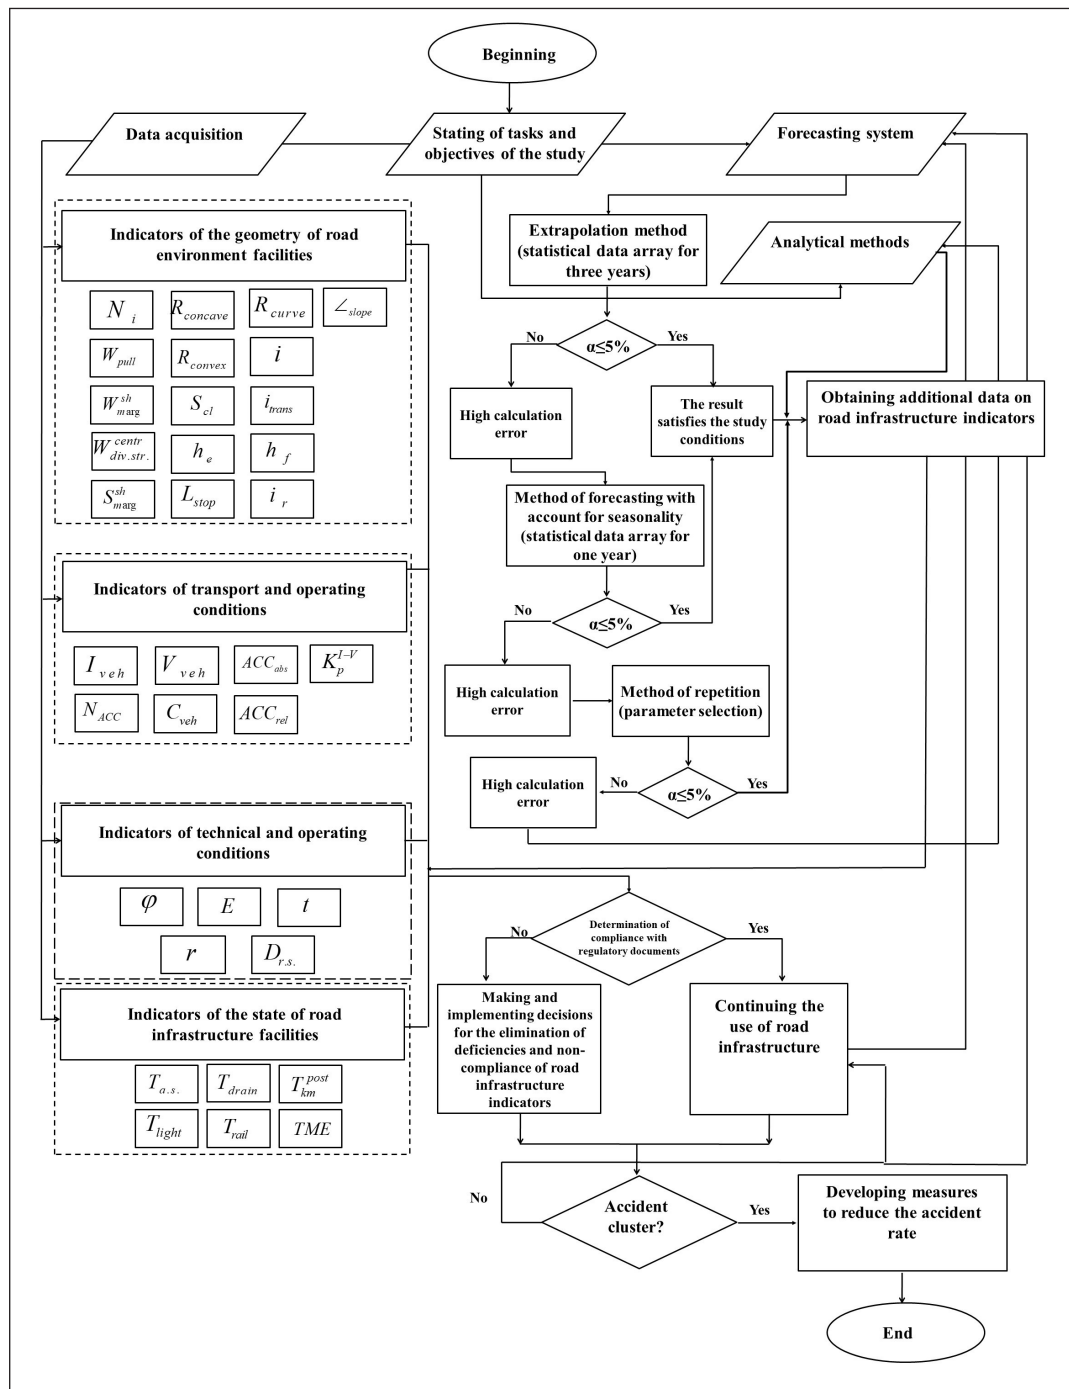 Beginning
Data acquisition
Stating of tasks and
objectives of the study
Forecasting system
Indicators of the geometry of road
environment facilities
N_i
R_concave
R_curve
∠_slope
W_pull
R_convex
i
W_marg^sh
S_cl
i_trans
W_div.str.^centr
h_e
h_f
S_marg^sh
L_stop
i_r
Indicators of transport and operating
conditions
I_veh
V_veh
ACC_abs
K_p^I–V
N_ACC
C_veh
ACC_rel
Indicators of technical and operating
conditions
φ
E
t
r
D_r.s.
Indicators of the state of road
infrastructure facilities
T_a.s.
T_drain
T_km^post
T_light
T_rail
TME
Extrapolation method
(statistical data array for
three years)
Analytical methods
No
α≤5%
Yes
High calculation
error
The result
satisfies the study
conditions
Obtaining additional data on
road infrastructure indicators
Method of forecasting with
account for seasonality
(statistical data array for
one year)
No
α≤5%
Yes
High calculation
error
Method of repetition
(parameter selection)
High calculation
error
No
α≤5%
Yes
No
Determination of
compliance with
regulatory documents
Yes
Making and
implementing decisions
for the elimination of
deficiencies and non-
compliance of road
infrastructure
indicators
Continuing the
use of road
infrastructure
No
Accident
cluster?
Yes
Developing measures
to reduce the accident
rate
End